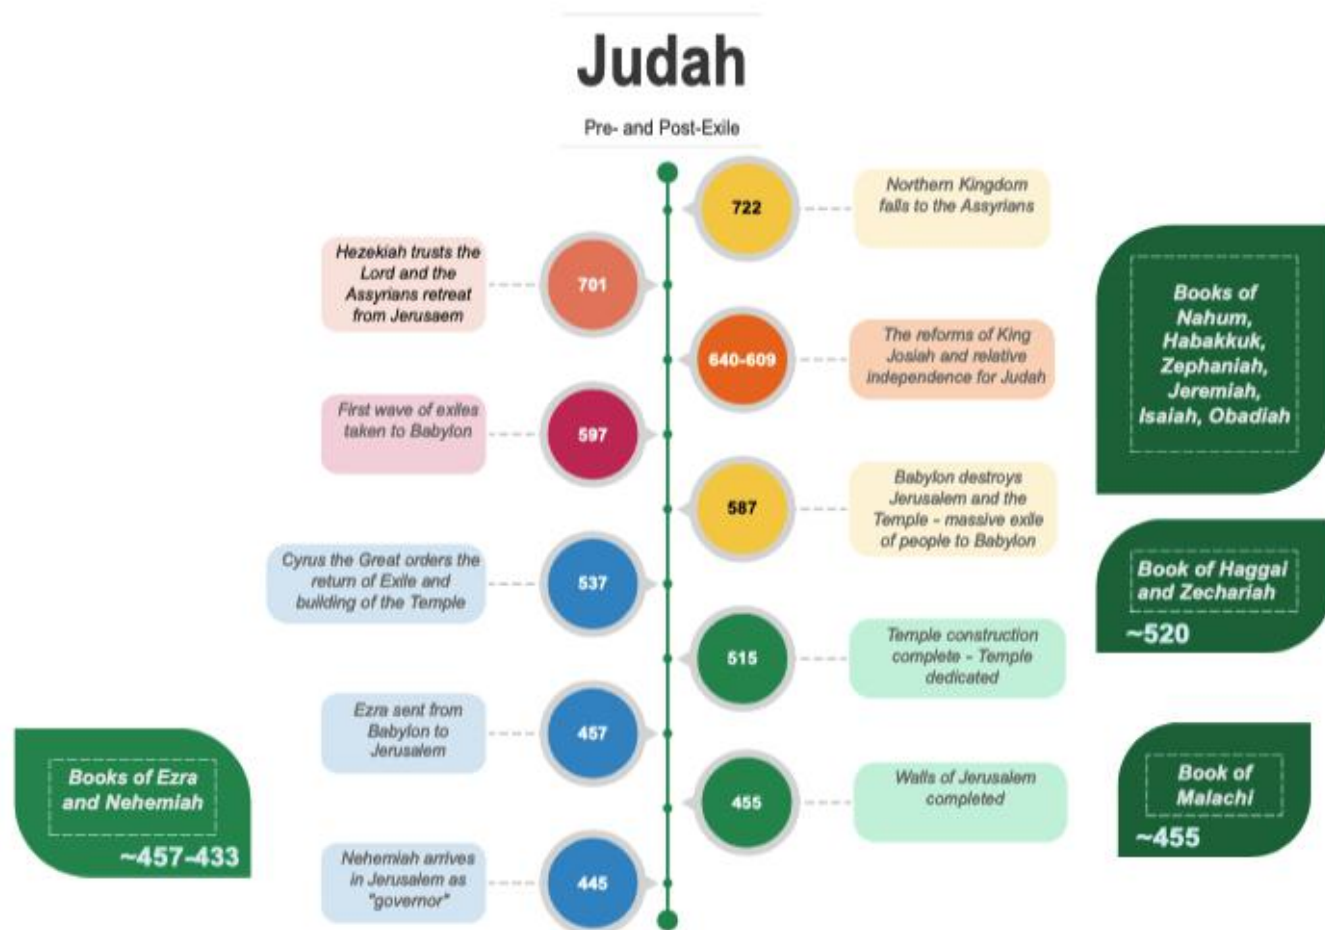 Judah
Pre- and Post-Exile
722
Northern Kingdom
falls to the Assyrians
Hezekiah trusts the
Lord and the
Assyrians retreat
from Jerusaem
701
640-609
The reforms of King
Josiah and relative
independence for Judah
Books of
Nahum,
Habakkuk,
Zephaniah,
Jeremiah,
Isaiah, Obadiah
First wave of exiles
taken to Babylon
597
587
Babylon destroys
Jerusalem and the
Temple - massive exile
of people to Babylon
Cyrus the Great orders the
return of Exile and
building of the Temple
537
Book of Haggai
and Zechariah
~520
515
Temple construction
complete - Temple
dedicated
Ezra sent from
Babylon to
Jerusalem
457
Books of Ezra
and Nehemiah
~457-433
455
Walls of Jerusalem
completed
Book of
Malachi
~455
Nehemiah arrives
in Jerusalem as
"governor"
445